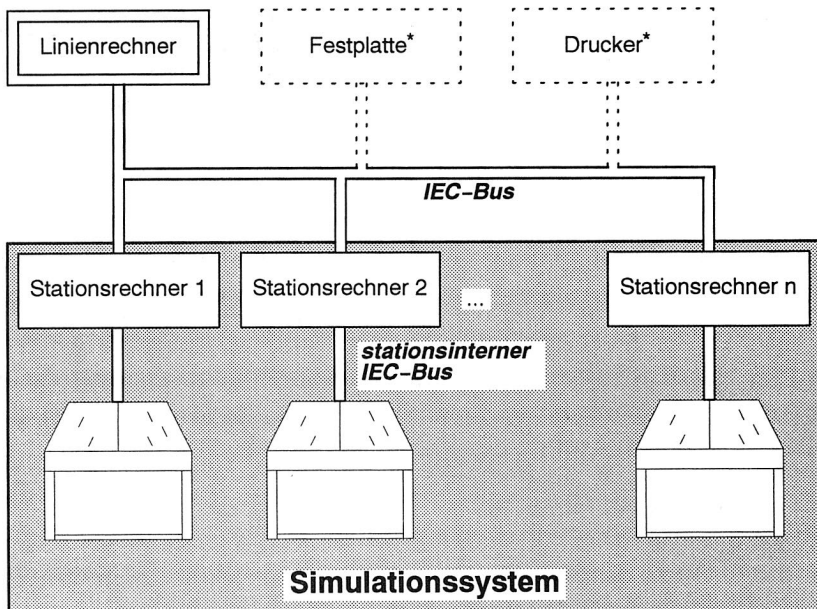 Linienrechner
Festplatte*
Drucker*
IEC-Bus
Stationsrechner 1
Stationsrechner 2
...
Stationsrechner n
stationsinterner
IEC-Bus
Simulationssystem